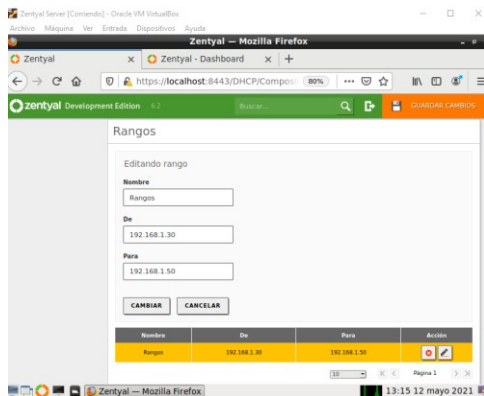 Zentyal Server [Corriendo] - Oracle VM VirtualBox
Archivo Máquina Ver Entrada Dispositivos Ayuda
Zentyal — Mozilla Firefox
Zentyal
Zentyal - Dashboard
https://localhost:8443/DHCP/Compos 80%
zentyal Development Edition 6.2 Buscar... GUARDAR CAMBIOS
Rangos
Editando rango
Nombre
Rangos
De
192.168.1.30
Para
192.168.1.50
CAMBIAR CANCELAR
Nombre De Para Acción
Rangos 192.168.1.30 192.168.1.50
10 Página 1
Zentyal — Mozilla Firefox 13:15 12 mayo 2021